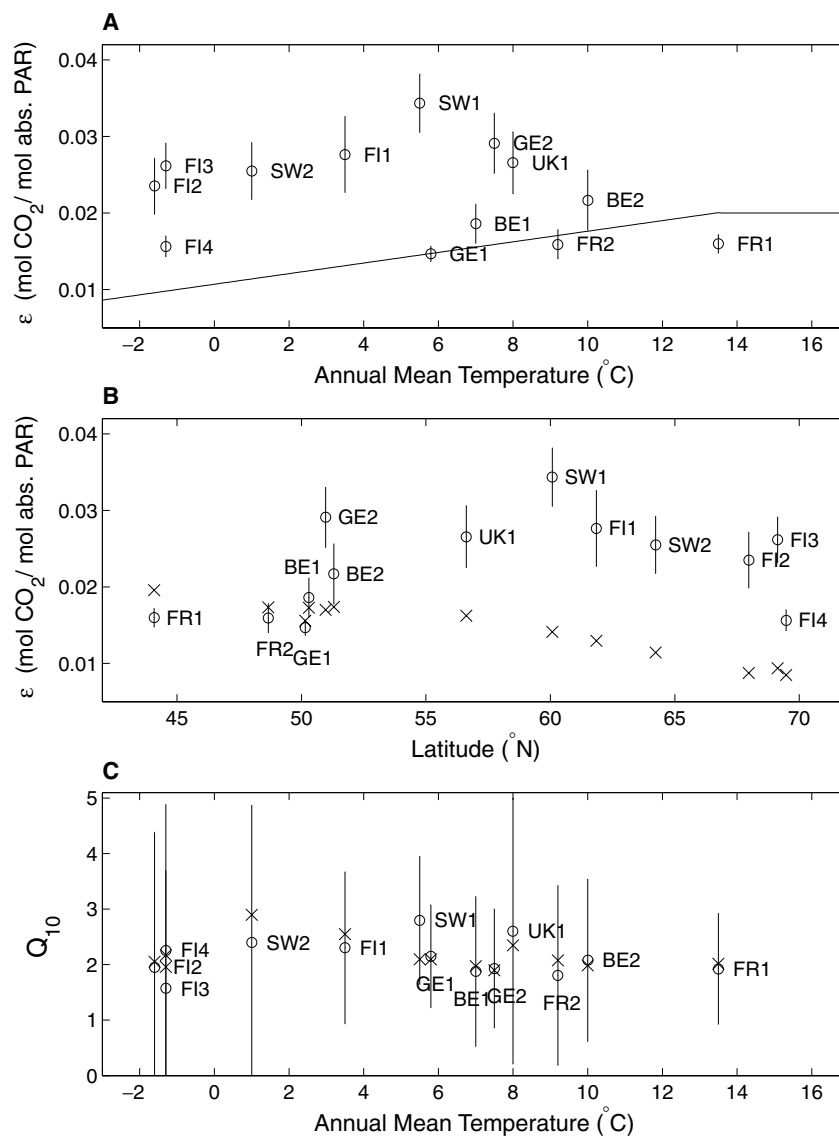 A
ε (mol CO2/ mol abs. PAR)
0.04
0.03
0.02
0.01
SW1
GE2
UK1
FI1
FI3
SW2
FI2
BE2
BE1
FI4
GE1
FR2
FR1
−2 0 2 4 6 8 10 12 14 16
Annual Mean Temperature (°C)
B
ε (mol CO2/ mol abs. PAR)
0.04
0.03
0.02
0.01
SW1
GE2
UK1
FI1
SW2
FI3
FI2
BE1
BE2
FR1
FR2
GE1
FI4
45 50 55 60 65 70
Latitude (°N)
C
Q10
5
4
3
2
1
0
FI4
FI2
FI3
SW2
FI1
SW1
GE1
BE1
GE2
UK1
FR2
BE2
FR1
−2 0 2 4 6 8 10 12 14 16
Annual Mean Temperature (°C)